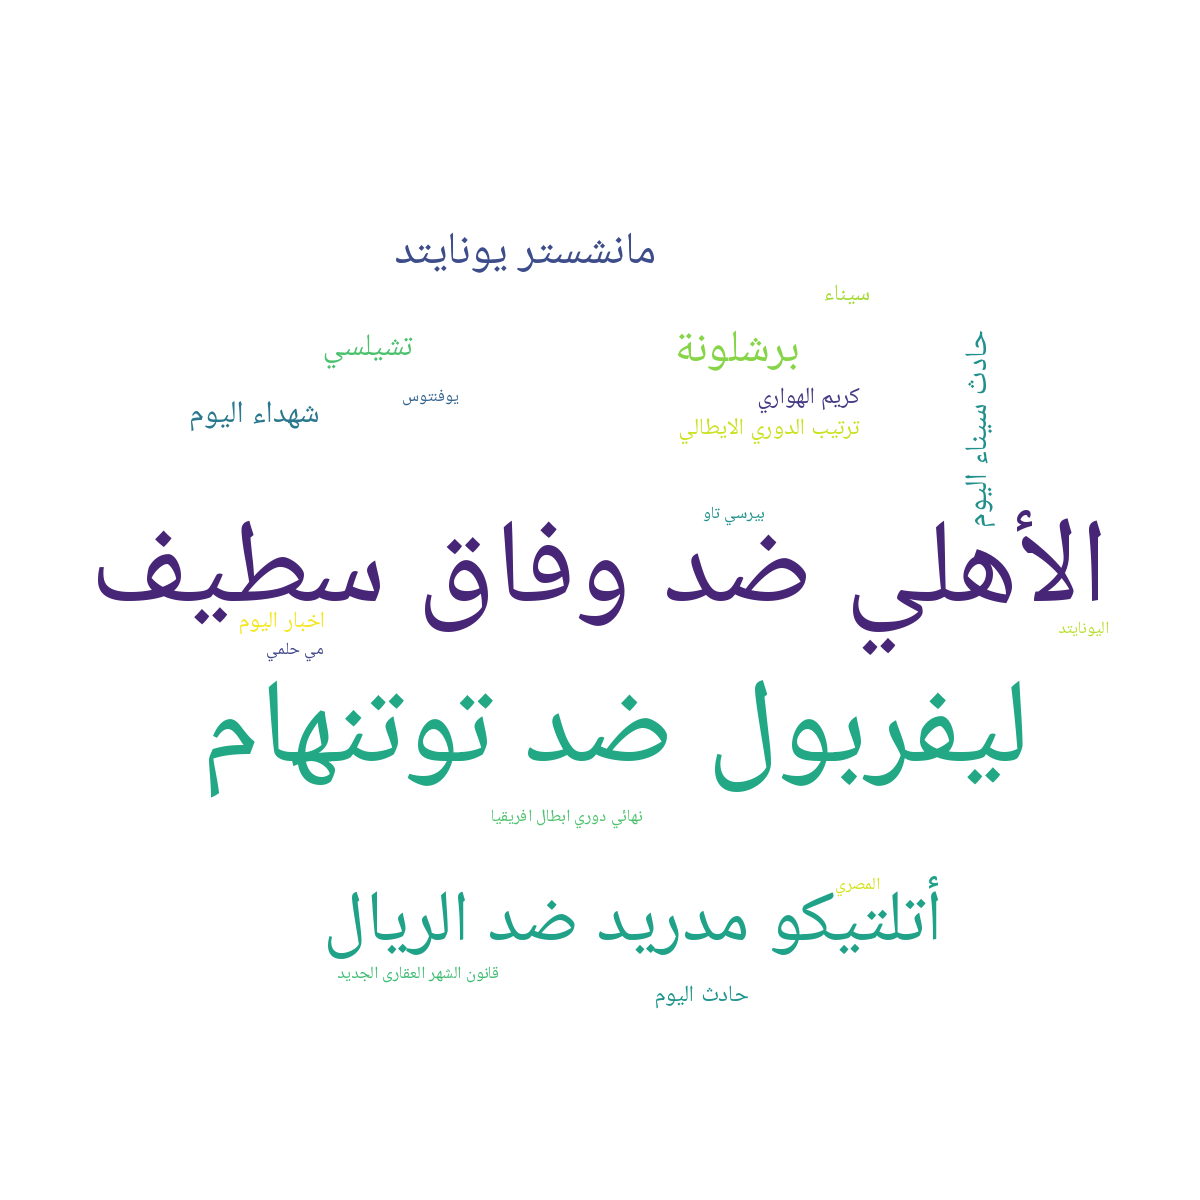 مانشستر يونايتد
سيناء
برشلونة
تشيلسي
حادث سيناء اليوم
كريم الهواري
يوفنتوس
شهداء اليوم
ترتيب الدوري الايطالي
بيرسي تاو
الأهلي ضد وفاق سطيف
اخبار اليوم
اليونايتد
مي حلمي
ليفربول ضد توتنهام
نهائي دوري ابطال افريقيا
المصري
أتلتيكو مدريد ضد الريال
قانون الشهر العقارى الجديد
حادث اليوم